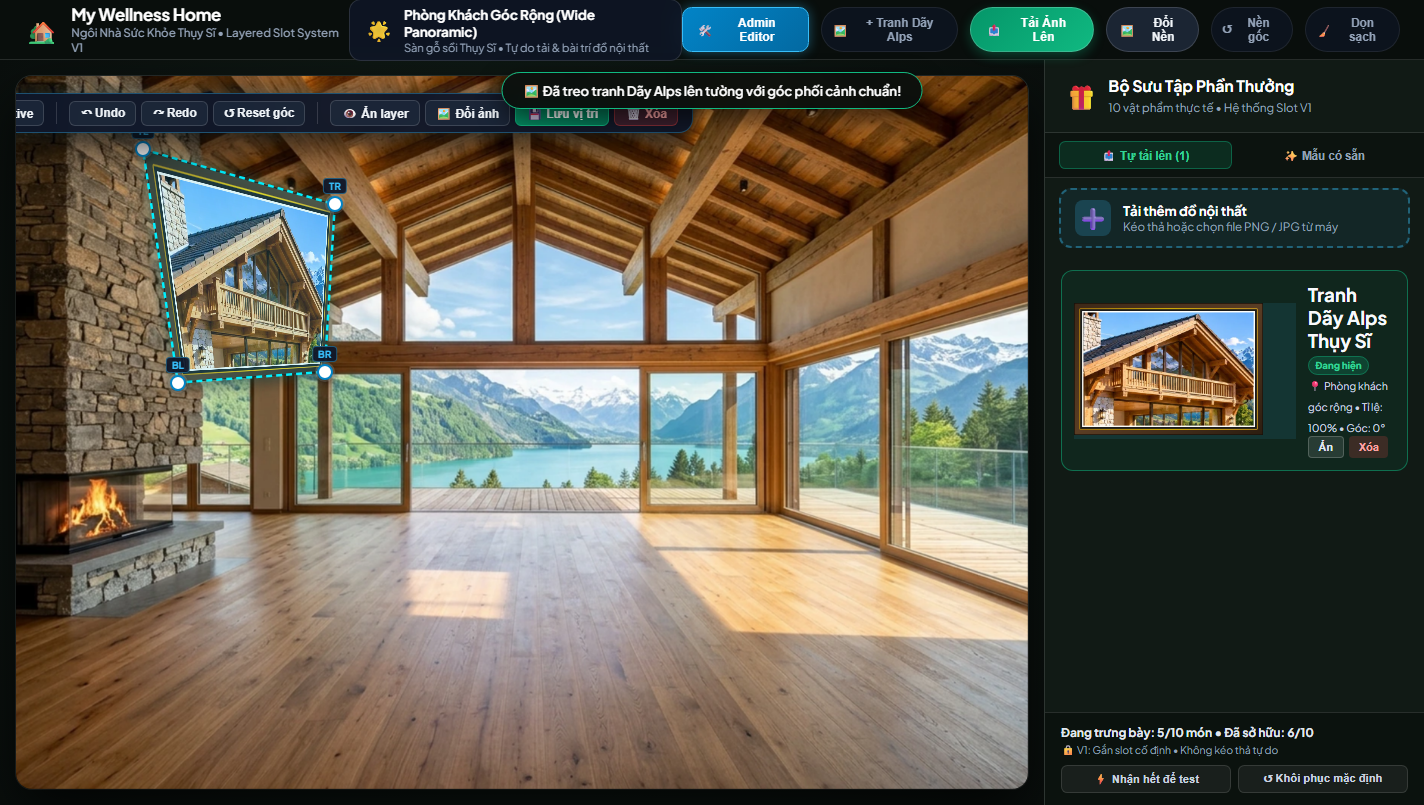 My Wellness Home
Ngôi Nhà Sức Khỏe Thụy Sĩ • Layered Slot System
V1
Phòng Khách Góc Rộng (Wide
Panoramic)
Sàn gỗ sồi Thụy Sĩ • Tự do tải & bài trí đồ nội thất
Admin
Editor
+ Tranh Dãy
Alps
Tải Ảnh
Lên
Đổi
Nền
↺ Nền
gốc
Dọn
sạch
Đã treo tranh Dãy Alps lên tường với góc phối cảnh chuẩn!
↶ Undo
↷ Redo
↺ Reset góc
Ẩn layer
Đổi ảnh
Lưu vị trí
Xóa
TR
BL
BR
Bộ Sưu Tập Phần Thưởng
10 vật phẩm thực tế • Hệ thống Slot V1
Tự tải lên (1)
Mẫu có sẵn
Tải thêm đồ nội thất
Kéo thả hoặc chọn file PNG / JPG từ máy
Tranh
Dãy Alps
Thụy Sĩ
Đang hiện
Phòng khách
góc rộng • Tỉ lệ:
100% • Góc: 0°
Ẩn
Xóa
Đang trưng bày: 5/10 món • Đã sở hữu: 6/10
V1: Gắn slot cố định • Không kéo thả tự do
Nhận hết để test
↺ Khôi phục mặc định